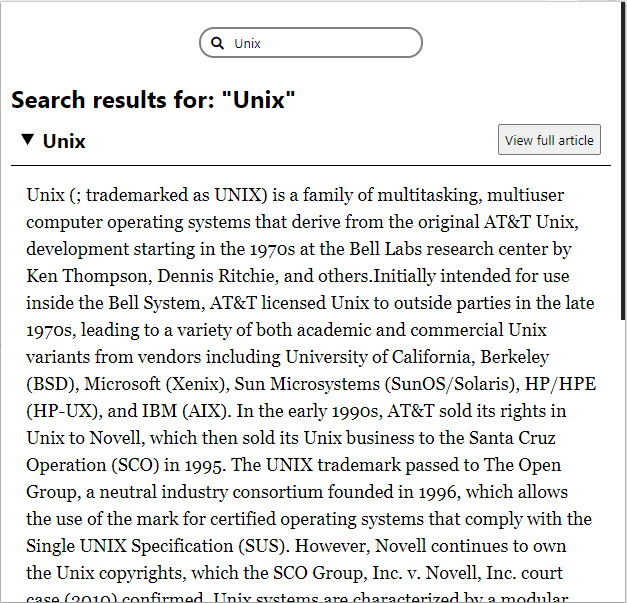 Unix
Search results for: "Unix"
▼ Unix
View full article
Unix (; trademarked as UNIX) is a family of multitasking, multiuser
computer operating systems that derive from the original AT&T Unix,
development starting in the 1970s at the Bell Labs research center by
Ken Thompson, Dennis Ritchie, and others.Initially intended for use
inside the Bell System, AT&T licensed Unix to outside parties in the late
1970s, leading to a variety of both academic and commercial Unix
variants from vendors including University of California, Berkeley
(BSD), Microsoft (Xenix), Sun Microsystems (SunOS/Solaris), HP/HPE
(HP-UX), and IBM (AIX). In the early 1990s, AT&T sold its rights in
Unix to Novell, which then sold its Unix business to the Santa Cruz
Operation (SCO) in 1995. The UNIX trademark passed to The Open
Group, a neutral industry consortium founded in 1996, which allows
the use of the mark for certified operating systems that comply with the
Single UNIX Specification (SUS). However, Novell continues to own
the Unix copyrights, which the SCO Group, Inc. v. Novell, Inc. court
case (2010) confirmed. Unix systems are characterized by a modular